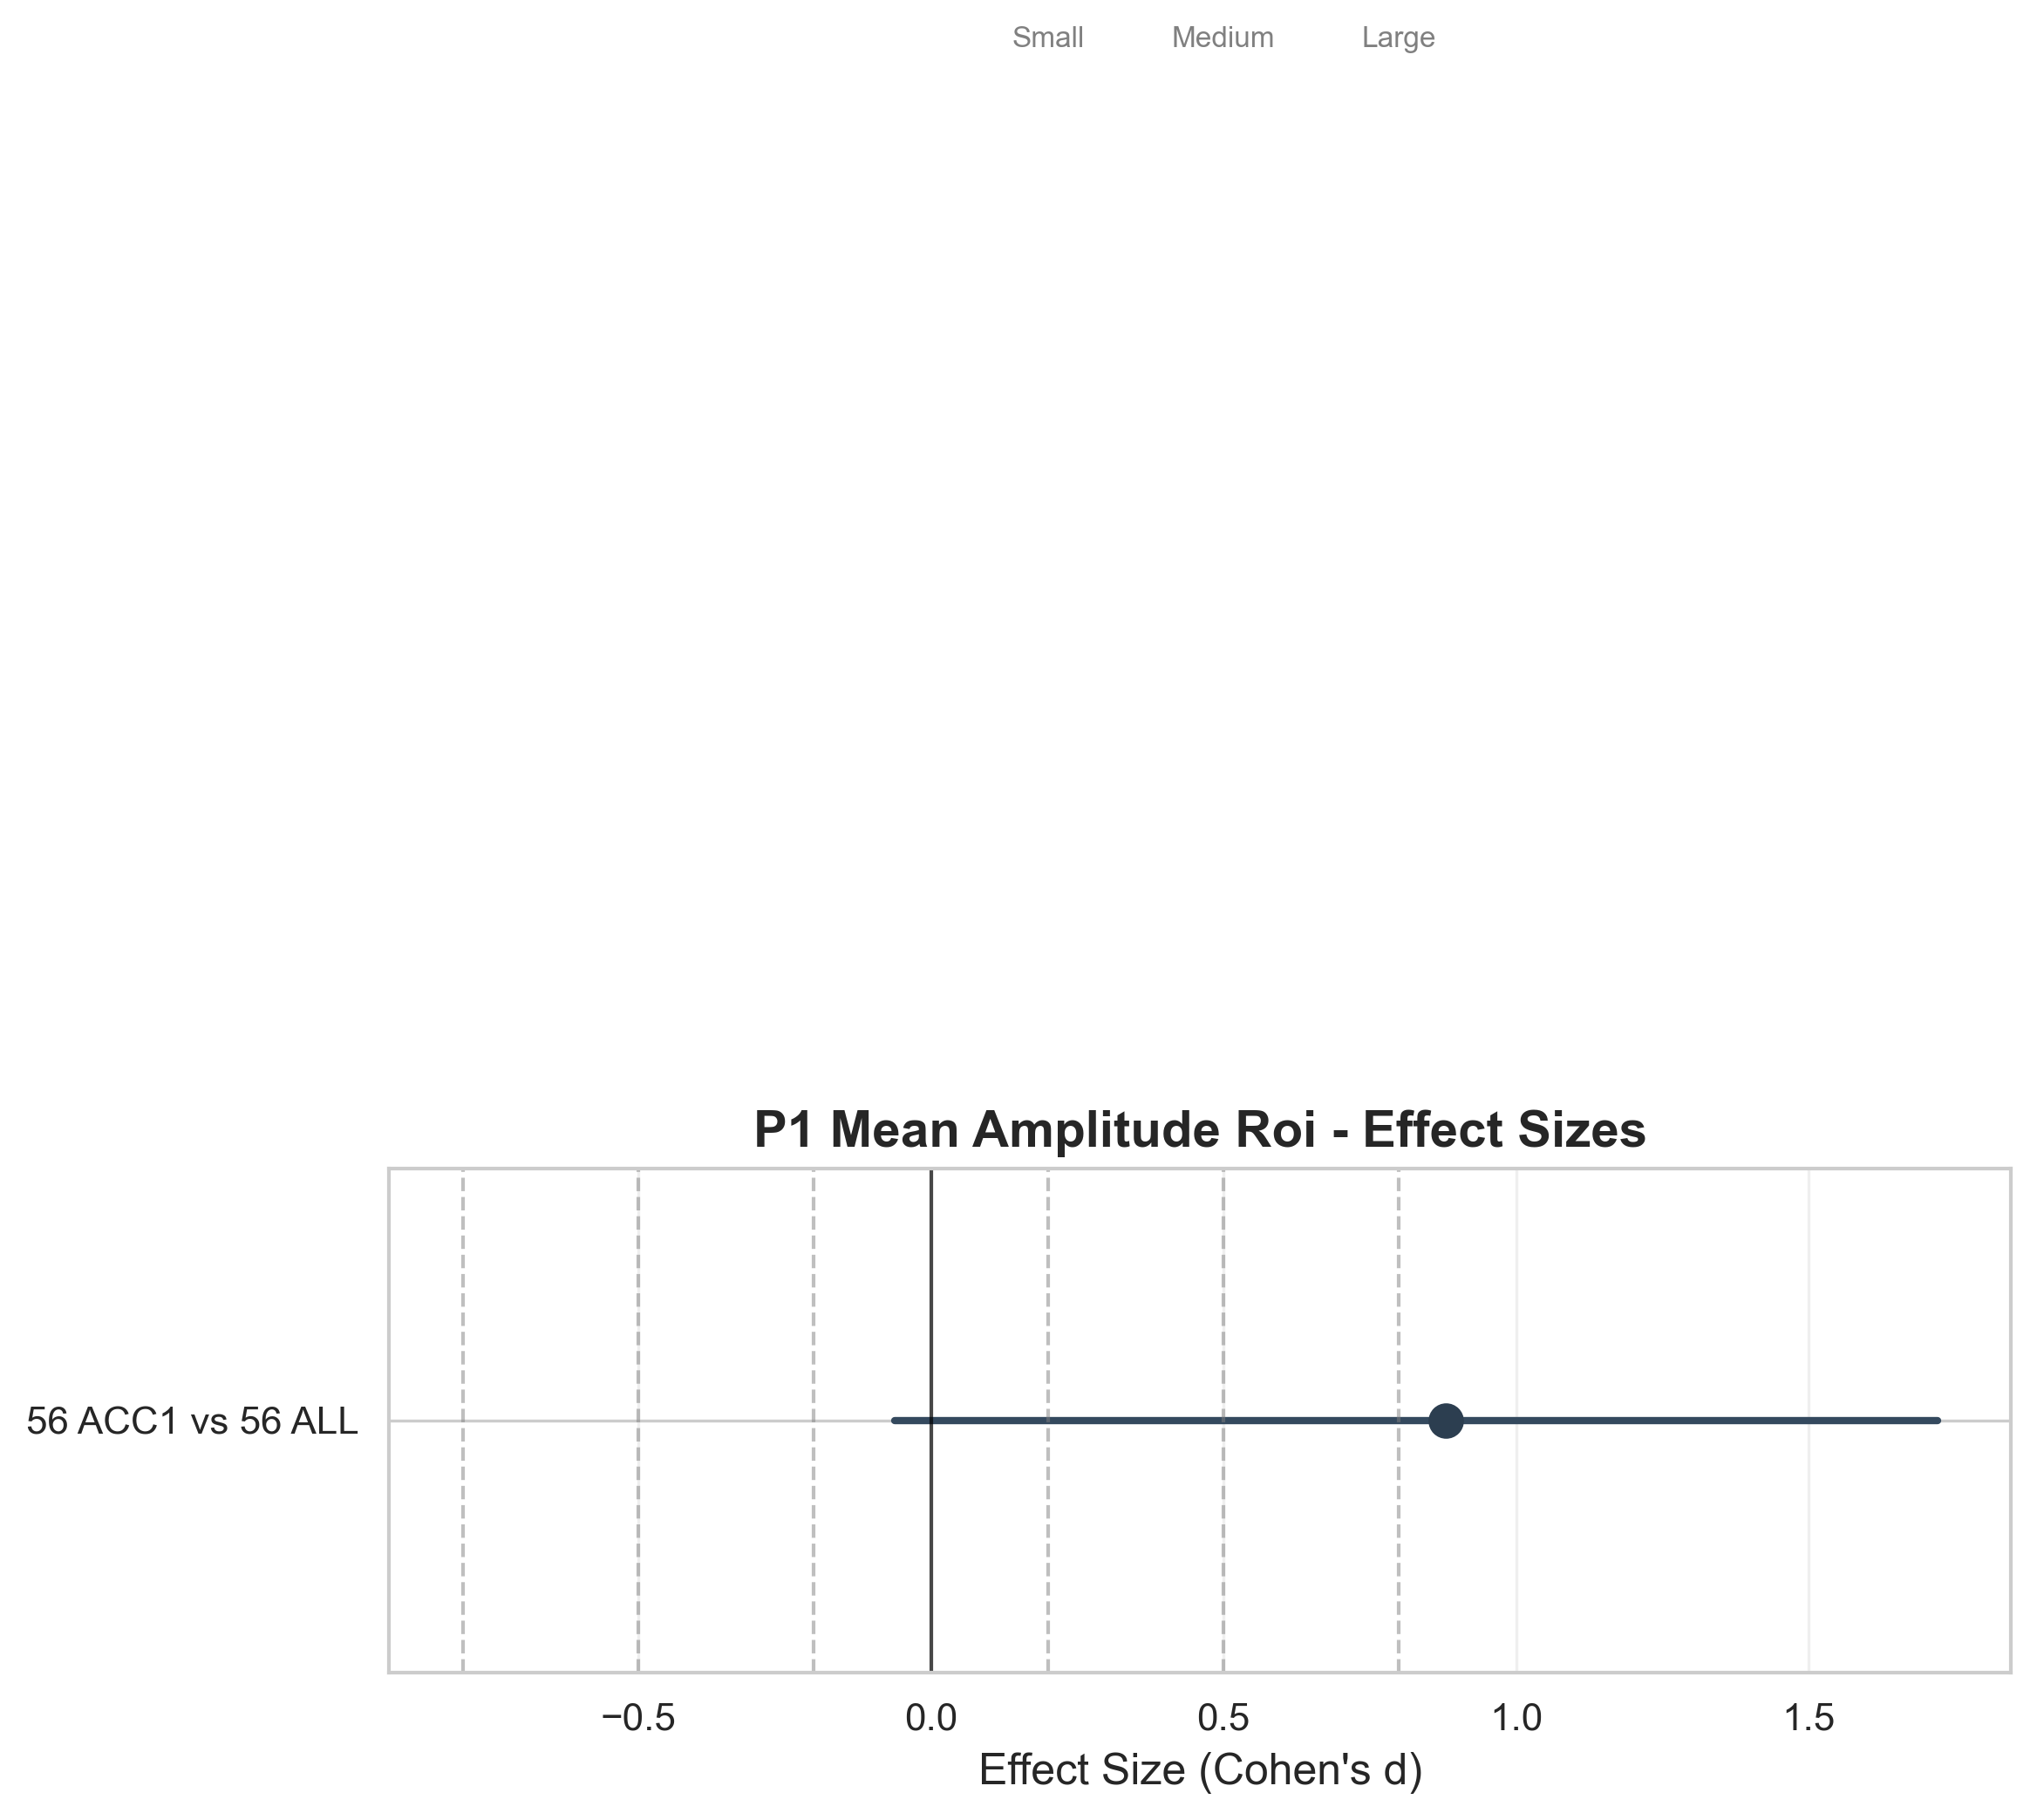 Small Medium Large
P1 Mean Amplitude Roi - Effect Sizes
56 ACC1 vs 56 ALL
−0.5 0.0 0.5 1.0 1.5
Effect Size (Cohen's d)